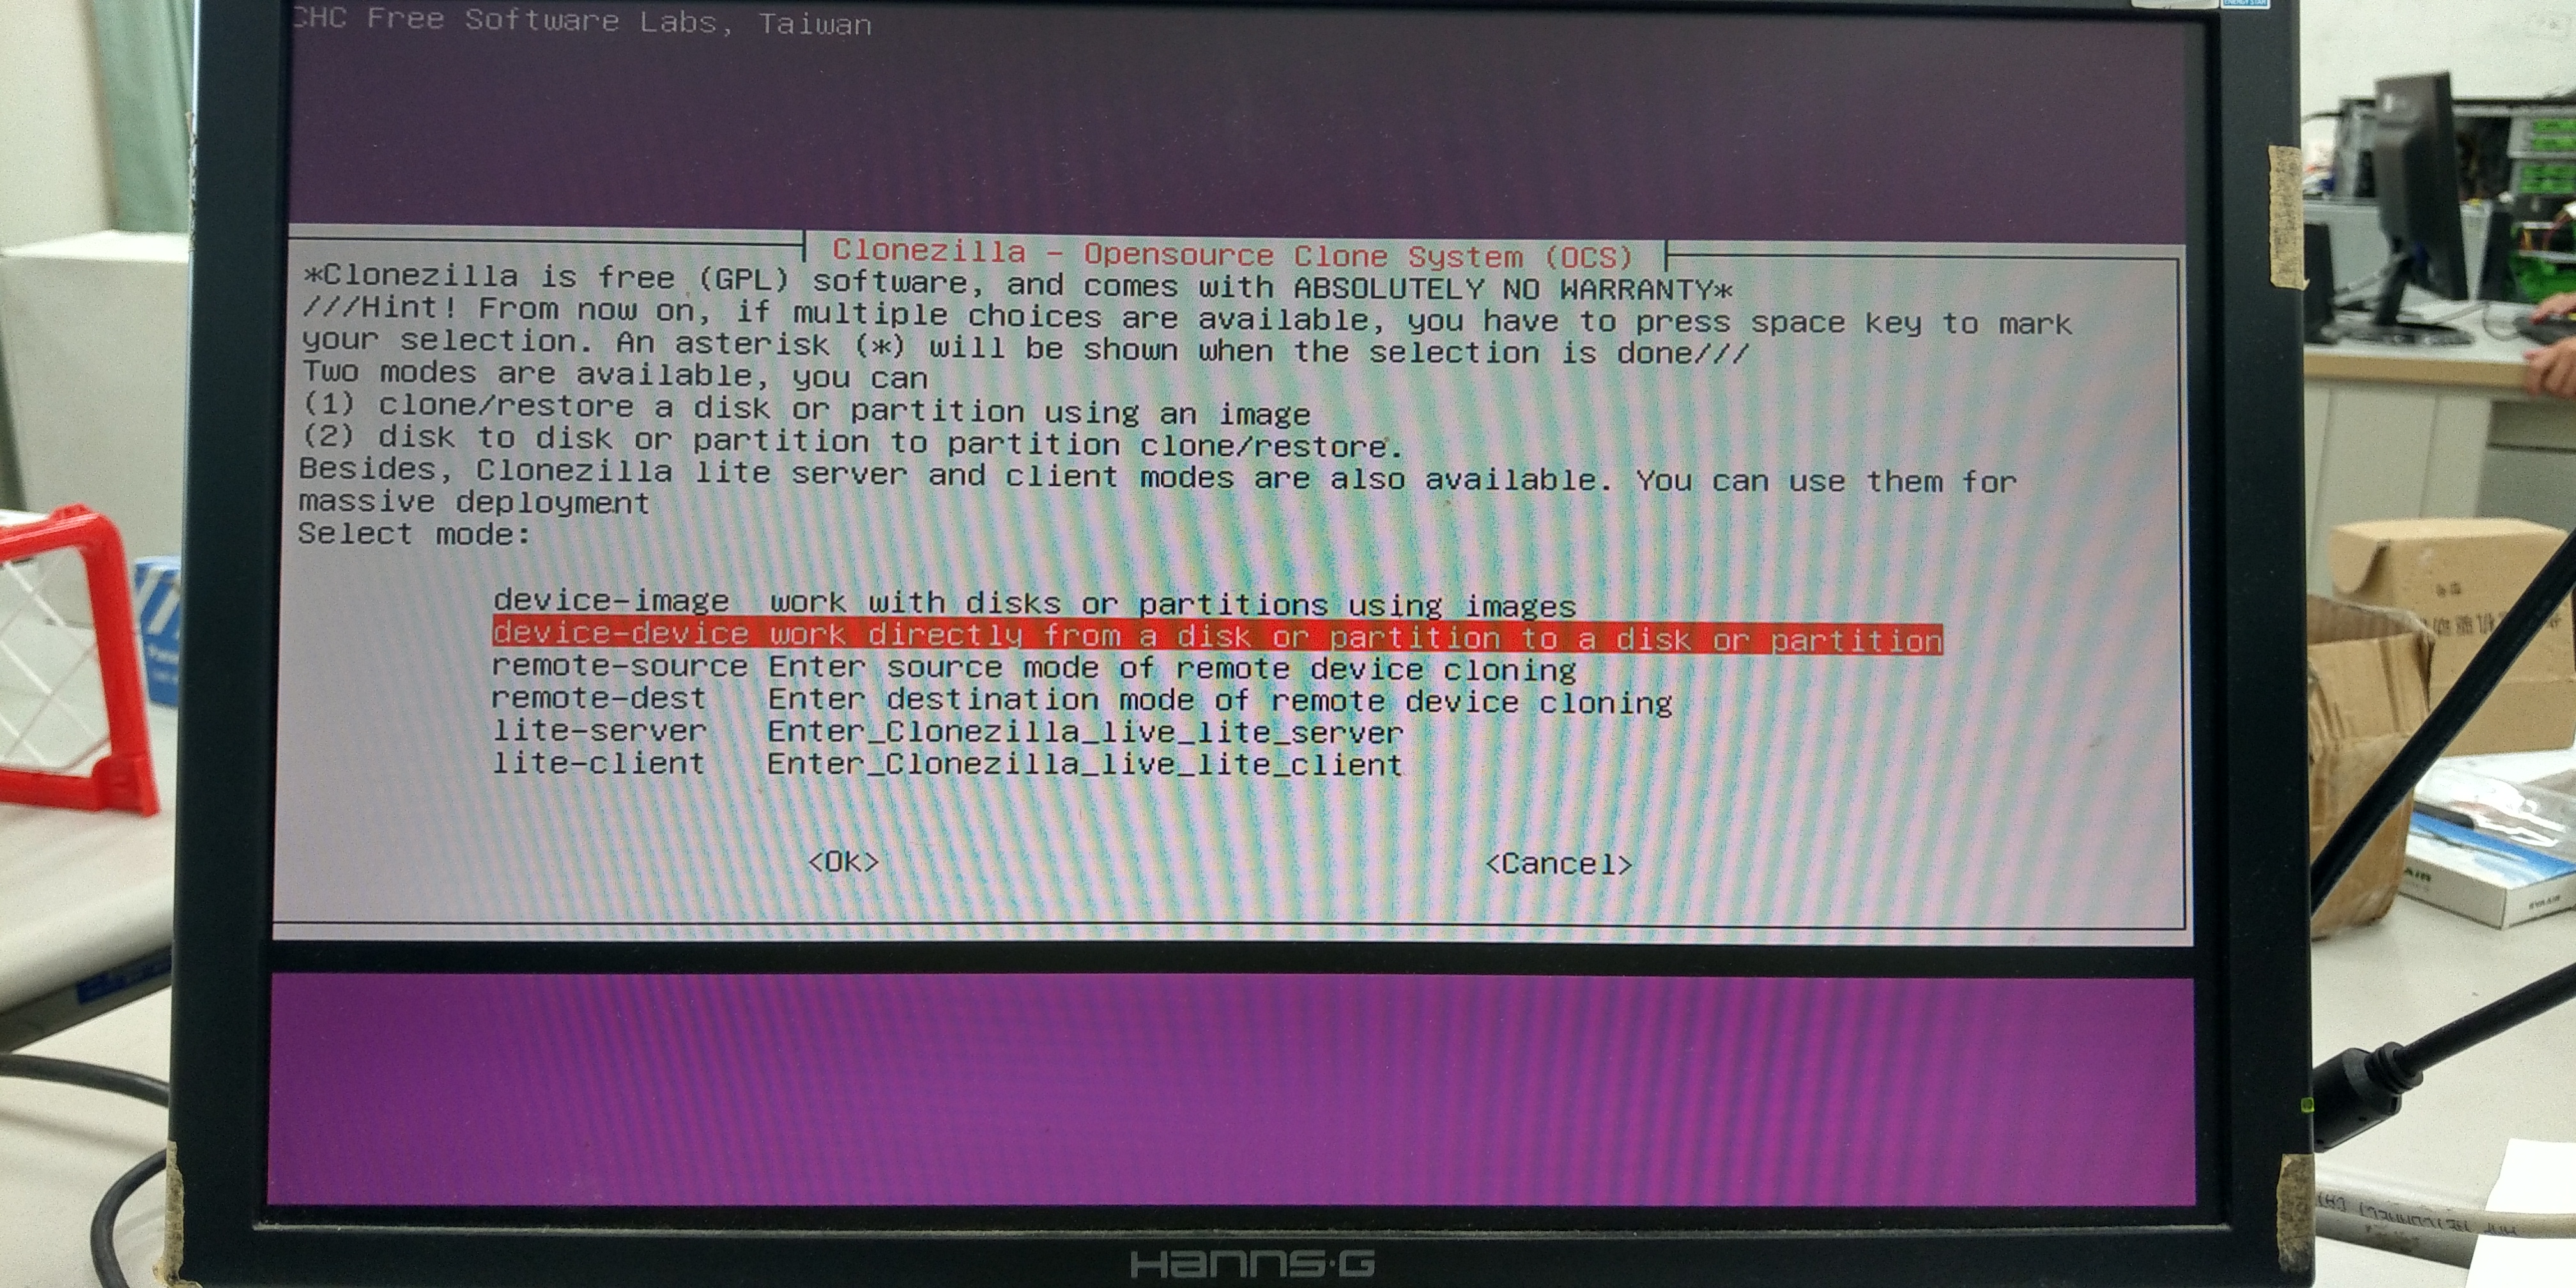 CHC Free Software Labs, Taiwan
Clonezilla - Opensource Clone System (OCS)
*Clonezilla is free (GPL) software, and comes with ABSOLUTELY NO WARRANTY*
///Hint! From now on, if multiple choices are available, you have to press space key to mark
your selection. An asterisk (*) will be shown when the selection is done///
Two modes are available, you can
(1) clone/restore a disk or partition using an image
(2) disk to disk or partition to partition clone/restore.
Besides, Clonezilla lite server and client modes are also available. You can use them for
massive deployment
Select mode:
device-image work with disks or partitions using images
device-device work directly from a disk or partition to a disk or partition
remote-source Enter source mode of remote device cloning
remote-dest Enter destination mode of remote device cloning
lite-server Enter_Clonezilla_live_lite_server
lite-client Enter_Clonezilla_live_lite_client
<Ok> <Cancel>
HANNS·G